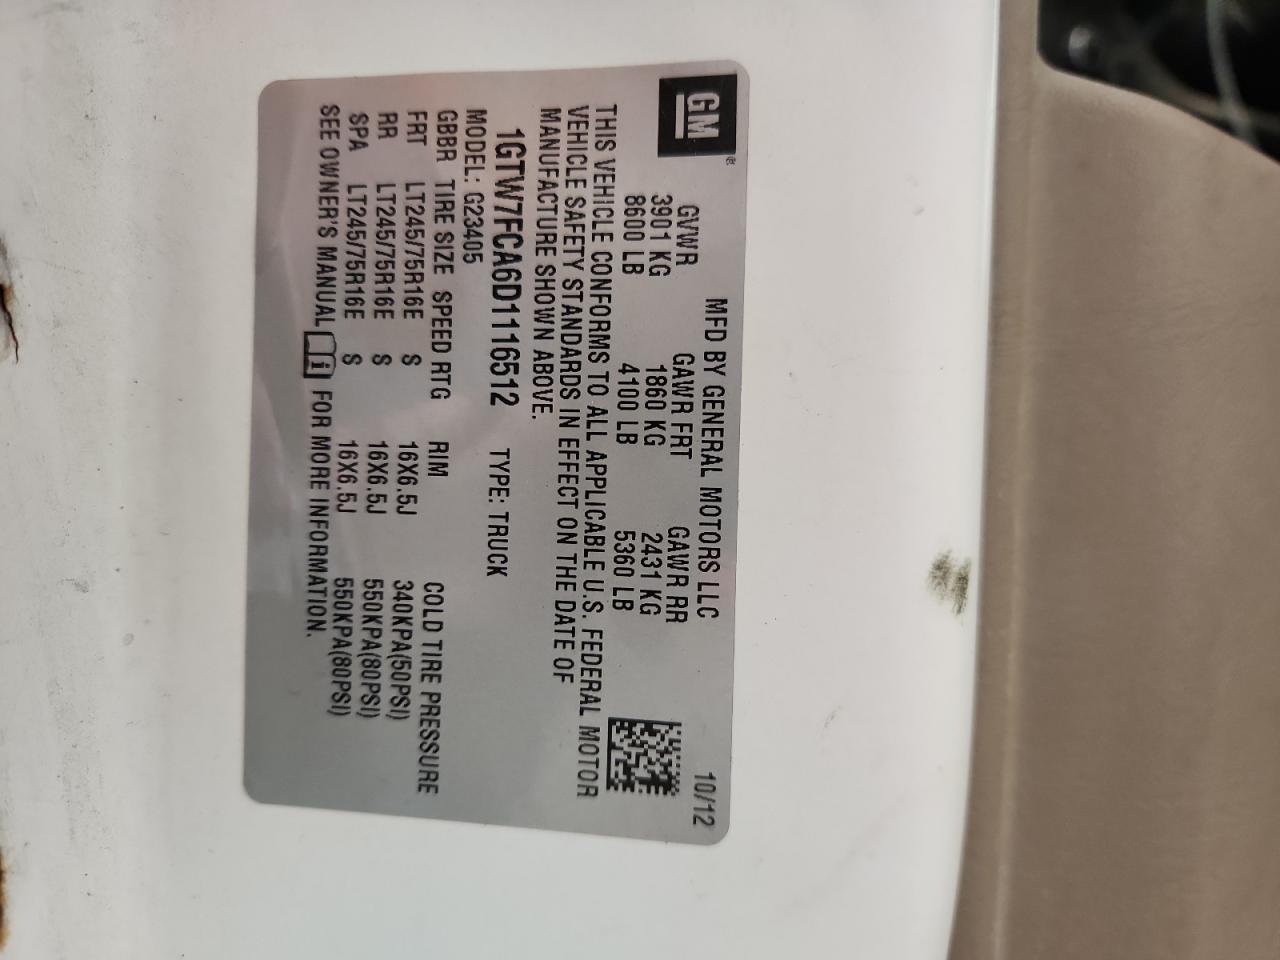 GM ®
MFD BY GENERAL MOTORS LLC 10/12
GVWR GAWR FRT GAWR RR
3901 KG 1860 KG 2431 KG
8600 LB 4100 LB 5360 LB
THIS VEHICLE CONFORMS TO ALL APPLICABLE U.S. FEDERAL MOTOR
VEHICLE SAFETY STANDARDS IN EFFECT ON THE DATE OF
MANUFACTURE SHOWN ABOVE.
1GTW7FCA6D1116512 TYPE: TRUCK
MODEL: G23405
GBBR TIRE SIZE SPEED RTG RIM COLD TIRE PRESSURE
FRT LT245/75R16E S 16X6.5J 340KPA(50PSI)
RR LT245/75R16E S 16X6.5J 550KPA(80PSI)
SPA LT245/75R16E S 16X6.5J 550KPA(80PSI)
SEE OWNER'S MANUAL i FOR MORE INFORMATION.